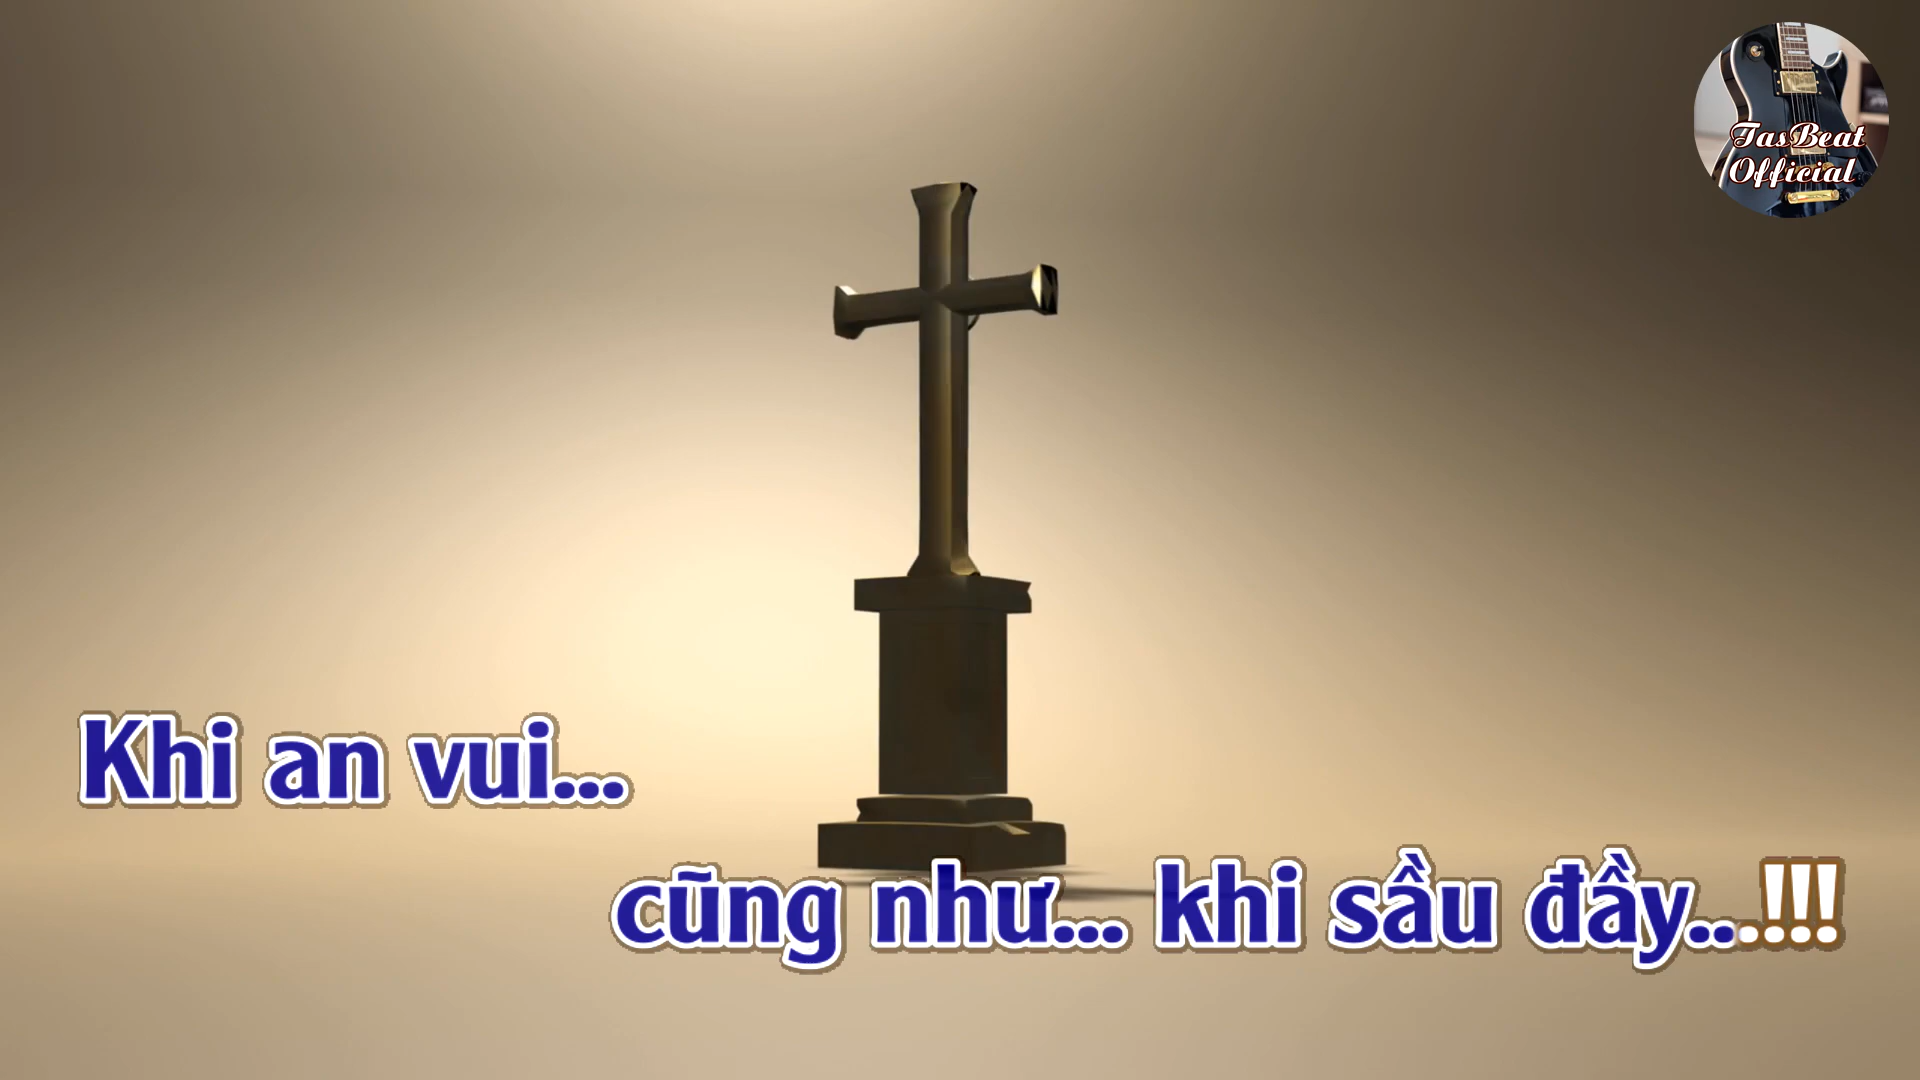 TasBeat
Official
Khi an vui...
cũng như... khi sầu đầy...!!!